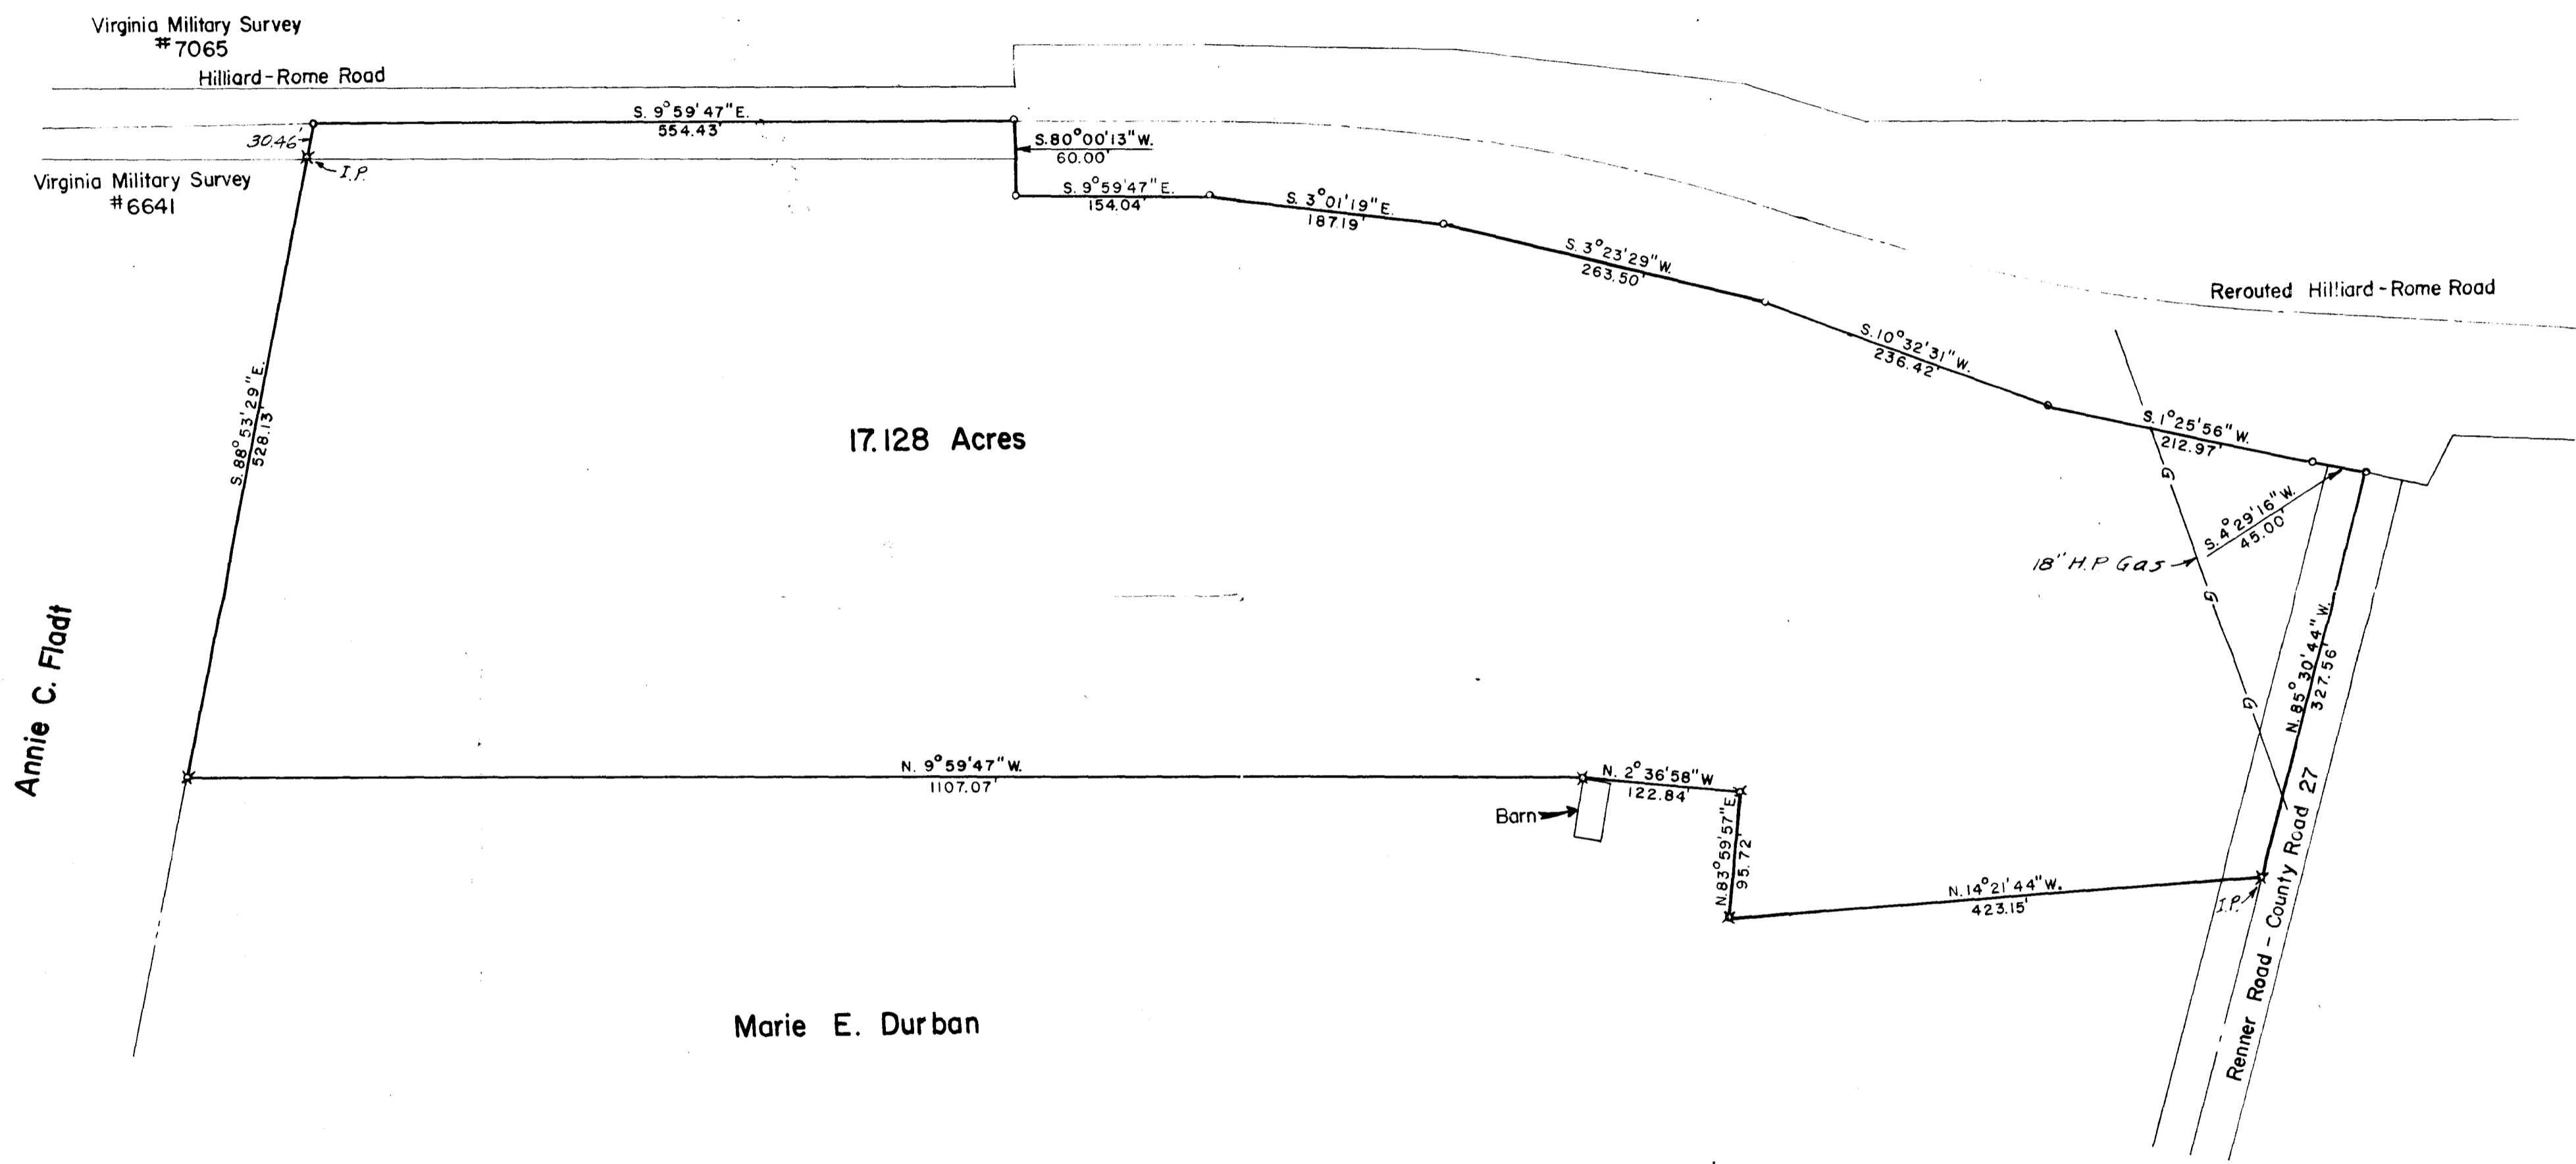 Virginia Military Survey
#7065
Hilliard-Rome Road
S. 9°59'47"E.
554.43'
30.46'
I.P.
Virginia Military Survey
#6641
S.80°00'13"W.
60.00'
S. 9°59'47"E.
154.04'
S. 3°01'19"E.
187.19'
S. 3°23'29"W.
263.50'
S.10°32'31"W.
236.42'
Rerouted Hilliard-Rome Road
S. 1°25'56"W.
212.97'
S. 88°53'29"E.
528.13'
17.128 Acres
G
S. 4°29'16"W.
45.00'
18" H.P Gas
G
G
N. 85°30'44"W.
327.56'
Annie C. Fladt
N. 9°59'47"W.
1107.07'
N. 2°36'58"W
122.84'
Barn
N.83°59'57"E.
95.72'
N.14°21'44"W.
423.15'
I.P.
Renner Road - County Road 27
Marie E. Durban